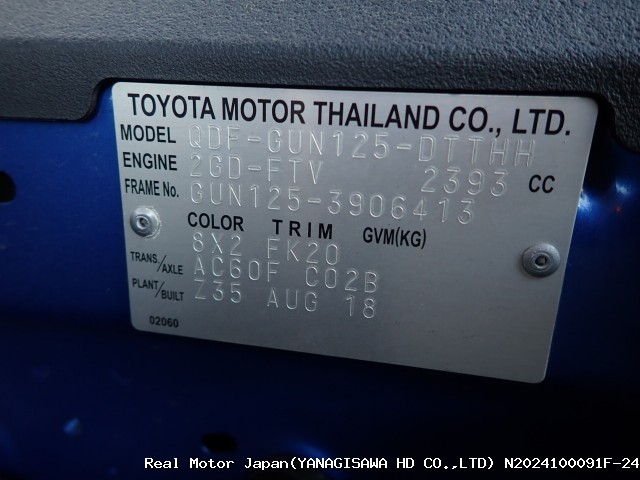 TOYOTA MOTOR THAILAND CO., LTD.
MODEL QDF-GUN125-DTTHH
ENGINE 2GD-FTV 2393 CC
FRAME No. GUN125-3906413
COLOR TRIM GVM(KG)
8X2 FK20
TRANS/AXLE AC60F C02B
PLANT/BUILT Z35 AUG 18
02060
Real Motor Japan(YANAGISAWA HD CO.,LTD) N2024100091F-24